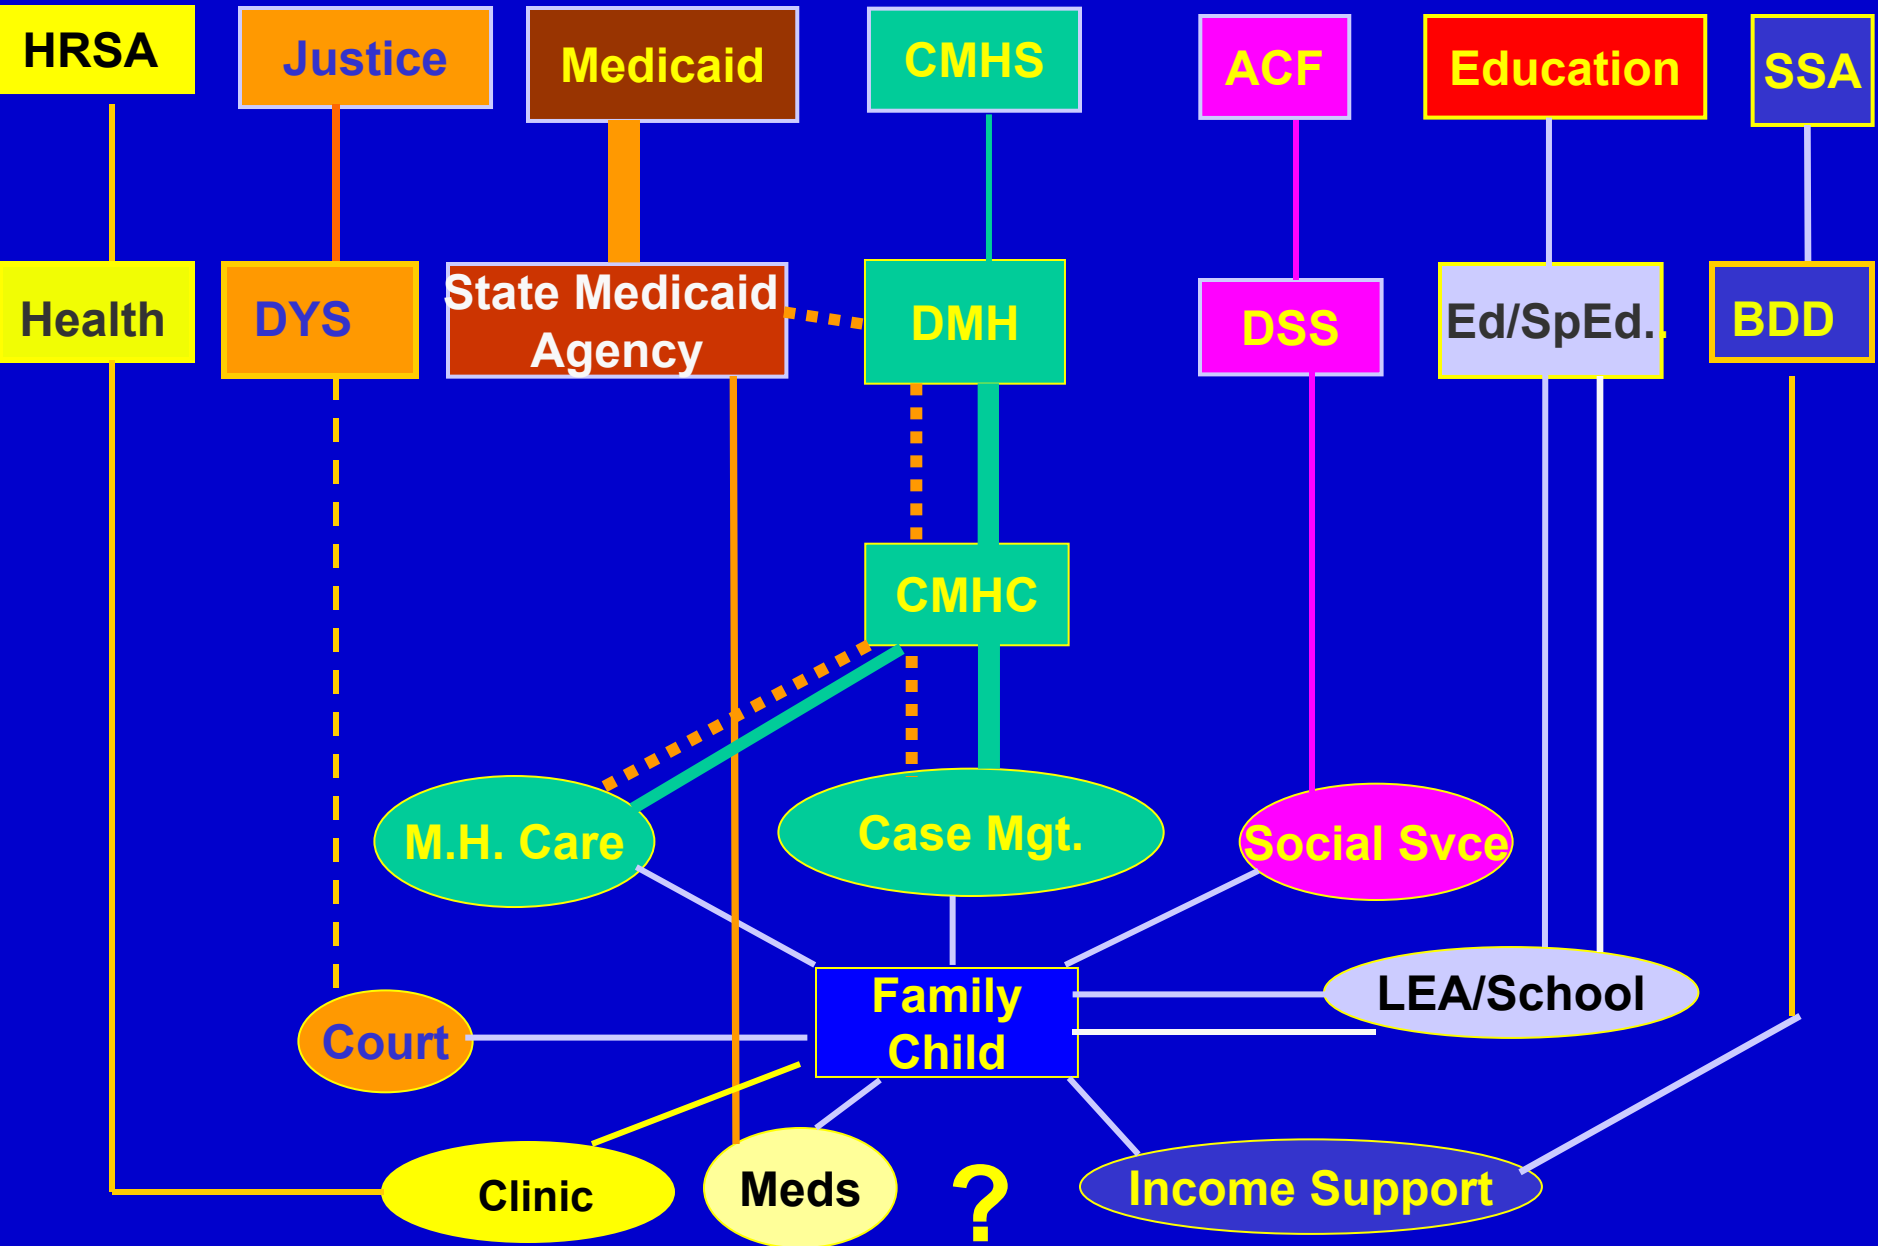 HRSA
Justice
Medicaid
CMHS
ACF
Education
SSA
Health
DYS
State Medicaid
Agency
DMH
DSS
Ed/SpEd..
BDD
CMHC
M.H. Care
Case Mgt.
Social Svce
Family
Child
LEA/School
Court
Clinic
Meds
?
Income Support